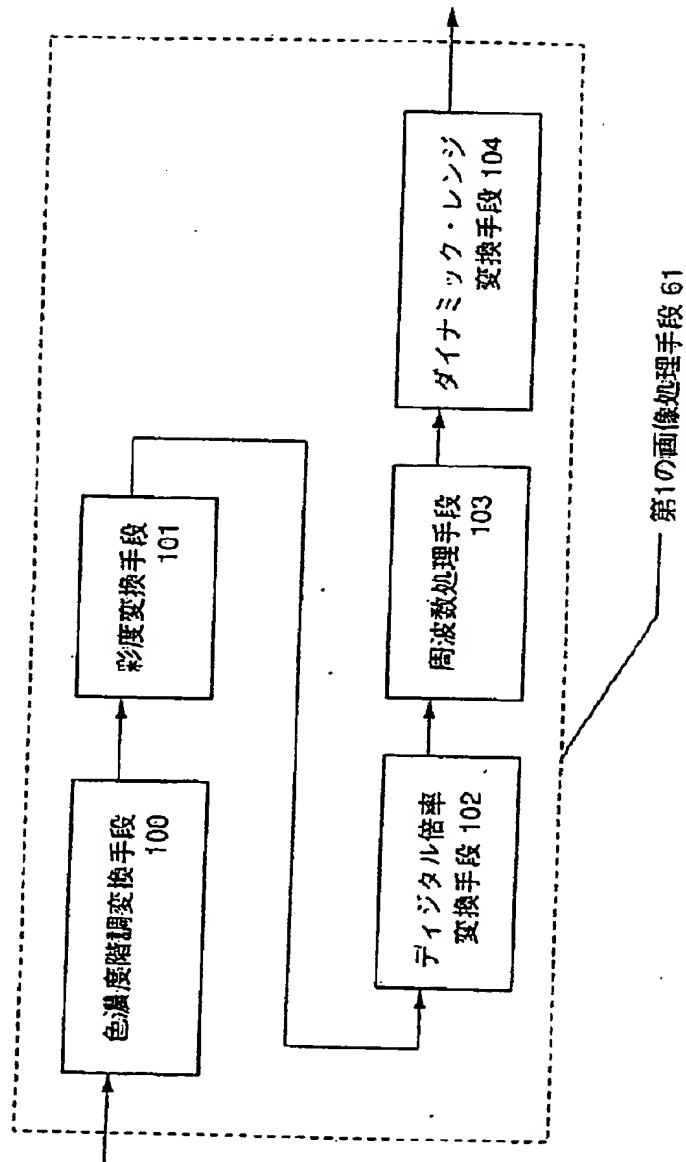 色濃度階調変換手段
100
彩度変換手段
101
ディジタル倍率
変換手段 102
周波数処理手段
103
ダイナミック・レンジ
変換手段 104
第1の画像処理手段 61